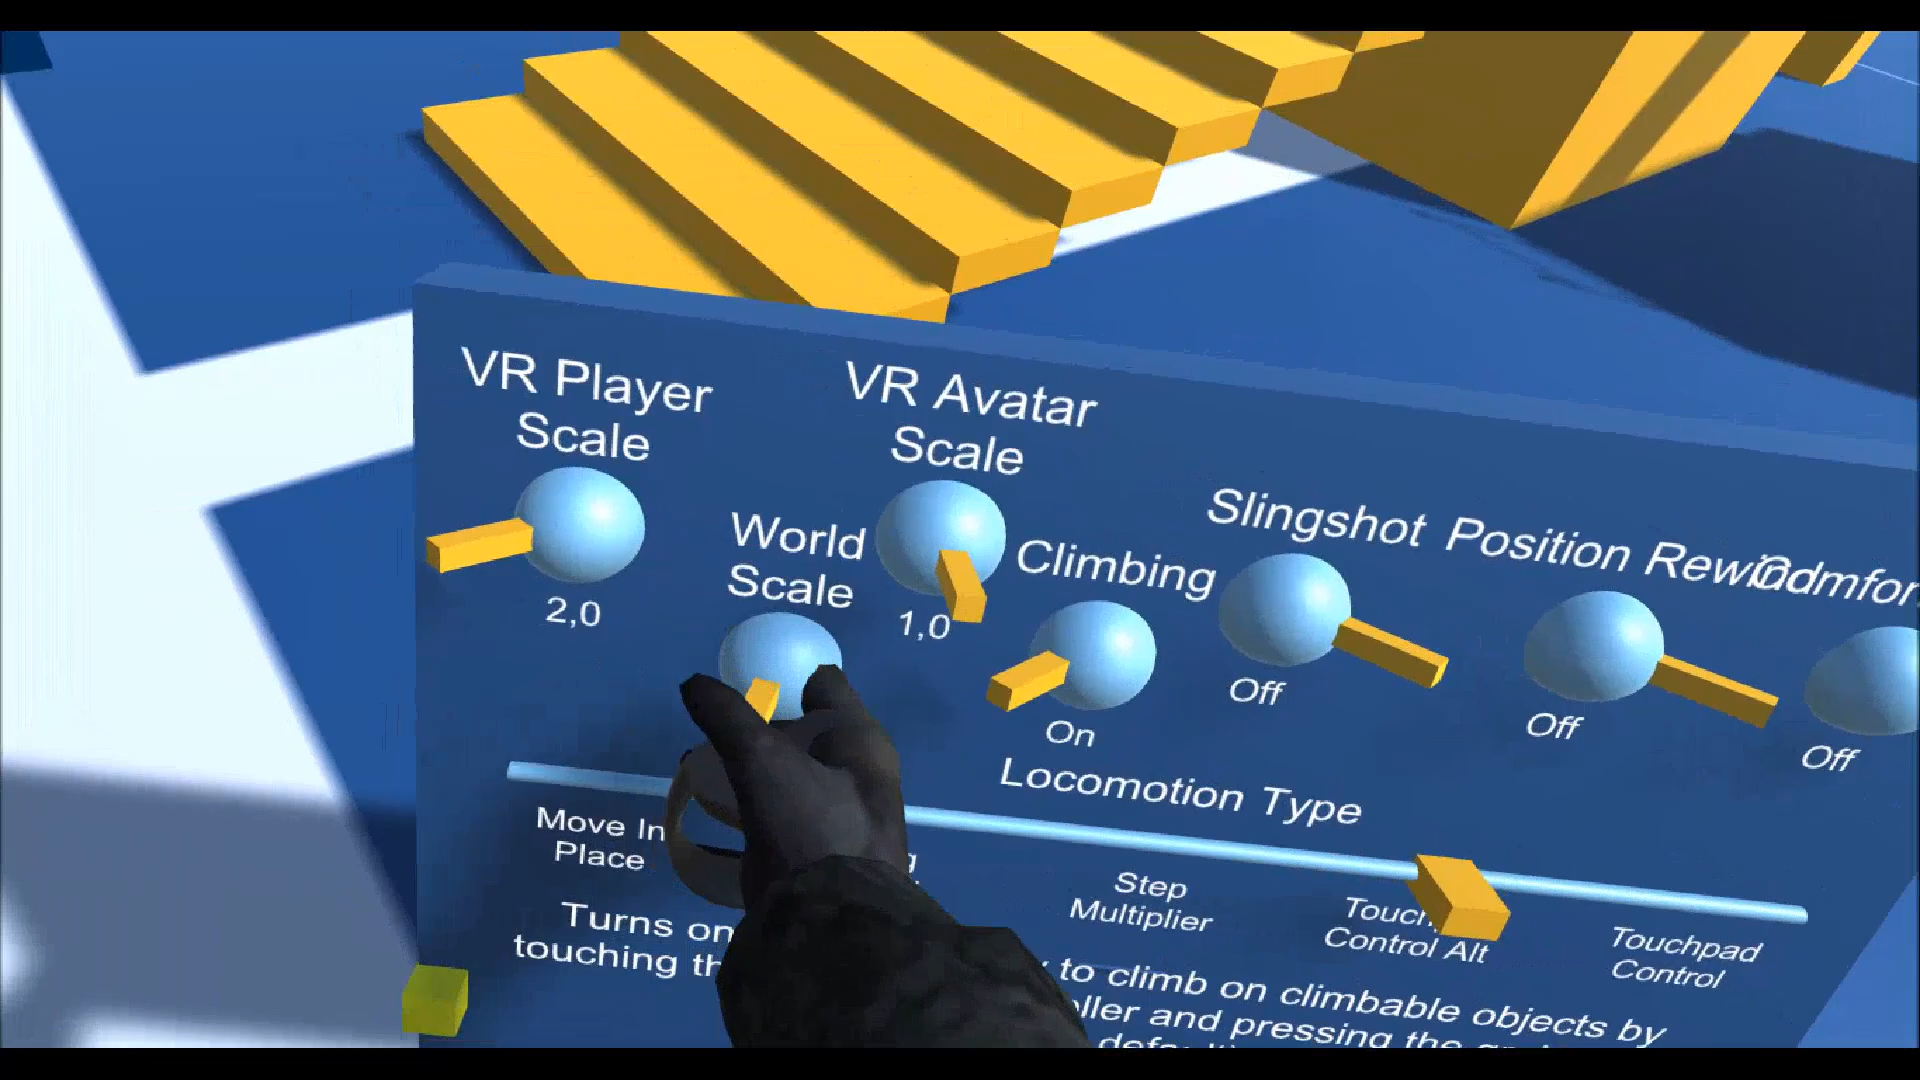 VR Player
Scale
2,0
World
Scale
VR Avatar
Scale
1,0
Climbing
On
Slingshot
Off
Position Rewind
Off
Off
Locomotion Type
Move In
Place
Step
Multiplier
Control Alt
Touchpad
Control
Turns on
touching
to climb on climbable objects by
and pressing the